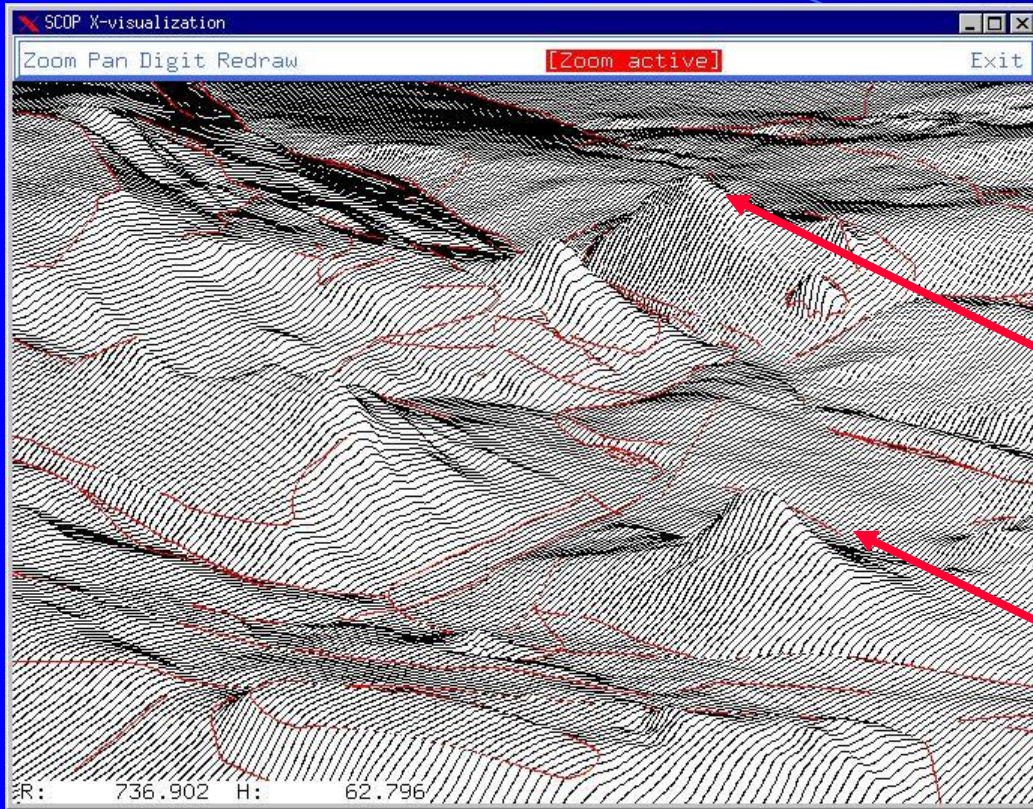 SCOP X-visualization
Zoom Pan Digit Redraw [Zoom active] Exit
R: 736.902 H: 62.796